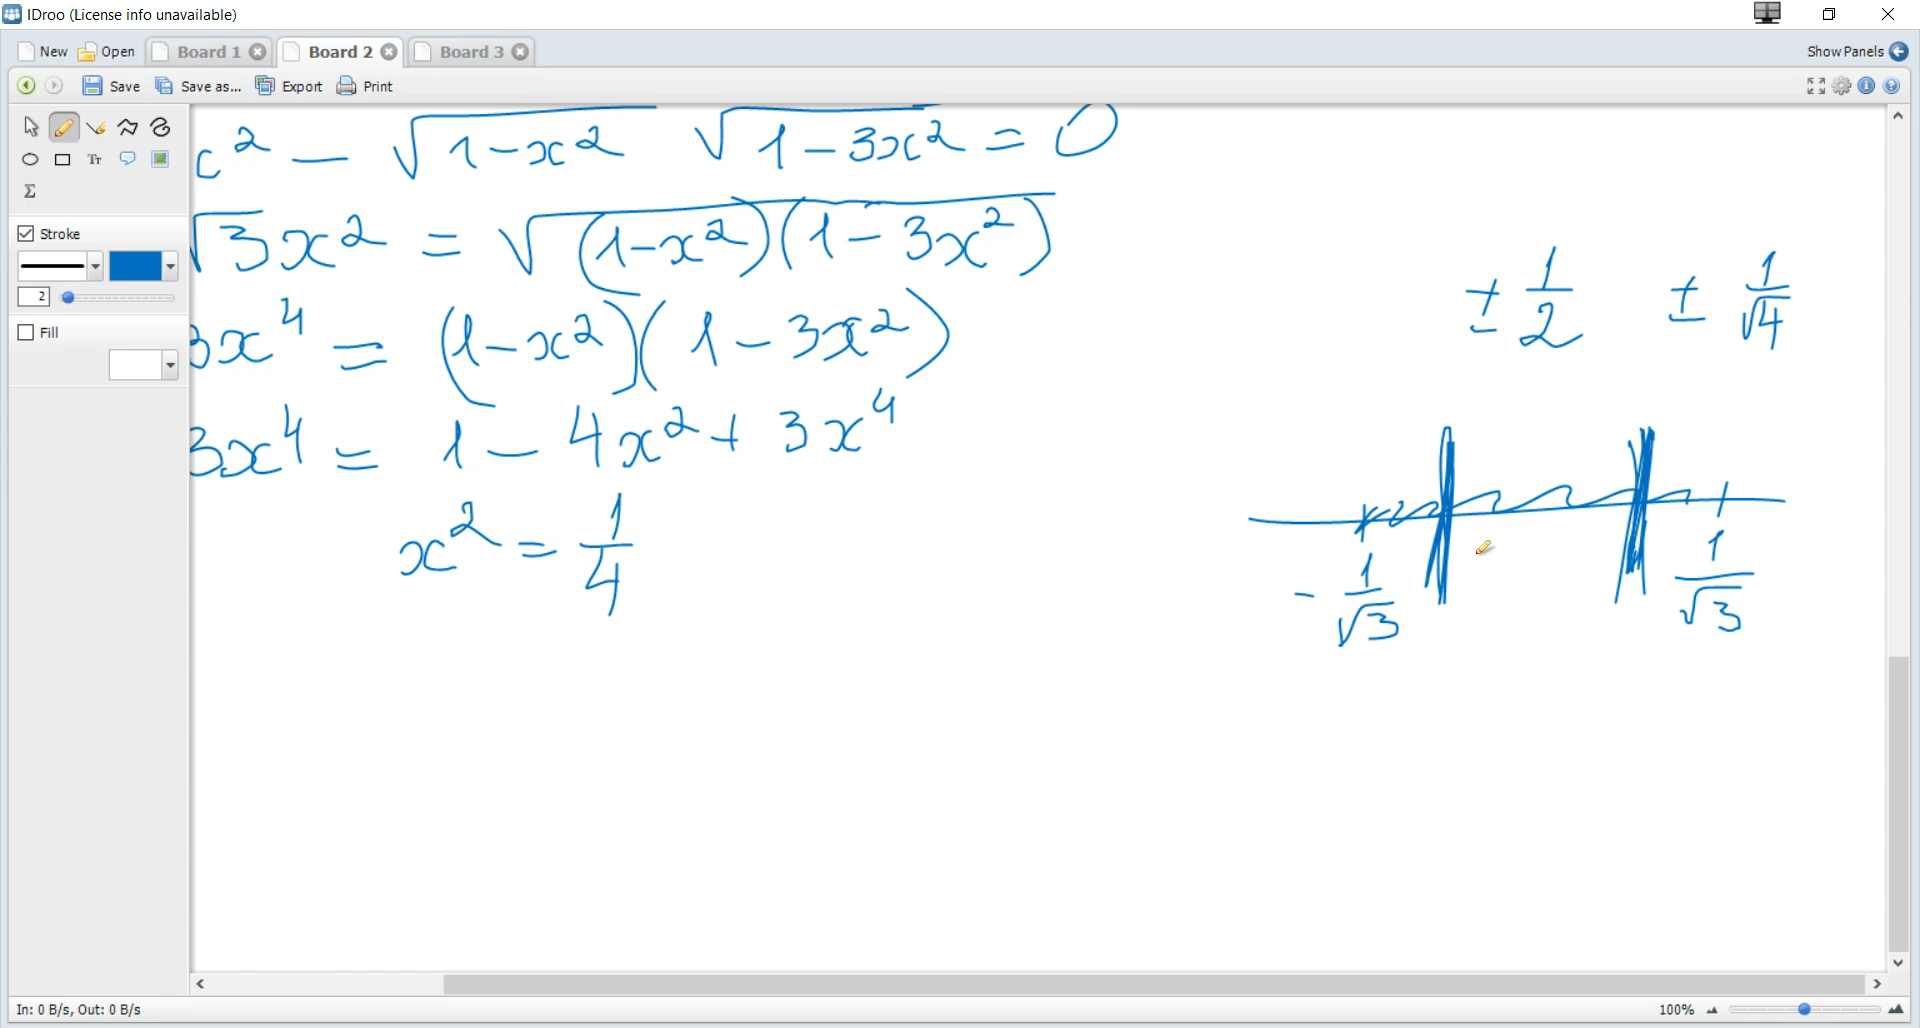 IDroo (License info unavailable)
New Open Board 1 Board 2 Board 3 Show Panels
Save Save as... Export Print
x² – √1-x² √1-3x² = 0
√3x² = √(1-x²)(1-3x²)
3x⁴ = (1-x²)(1-3x²)
3x⁴ = 1 - 4x² + 3x⁴
x² = 1/4
± 1/2 ± 1/√4
- 1/√3 1/√3
Tr
Σ
Stroke
2
Fill
In: 0 B/s, Out: 0 B/s 100%